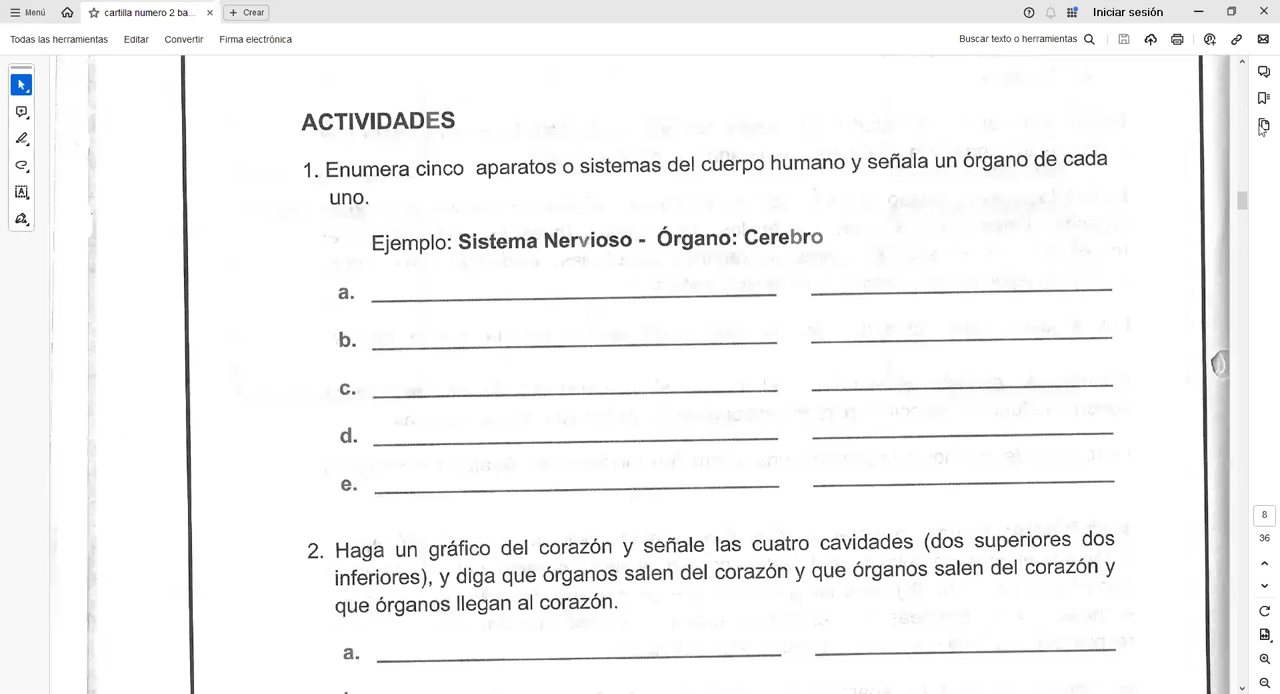 Menú
cartilla numero 2 ba...
Crear
Iniciar sesión
Todas las herramientas Editar Convertir Firma electrónica
Buscar texto o herramientas
ACTIVIDADES
1. Enumera cinco aparatos o sistemas del cuerpo humano y señala un órgano de cada
uno.
Ejemplo: Sistema Nervioso - Órgano: Cerebro
a.
b.
c.
d.
e.
2. Haga un gráfico del corazón y señale las cuatro cavidades (dos superiores dos
inferiores), y diga que órganos salen del corazón y que órganos salen del corazón y
que órganos llegan al corazón.
a.
8
36